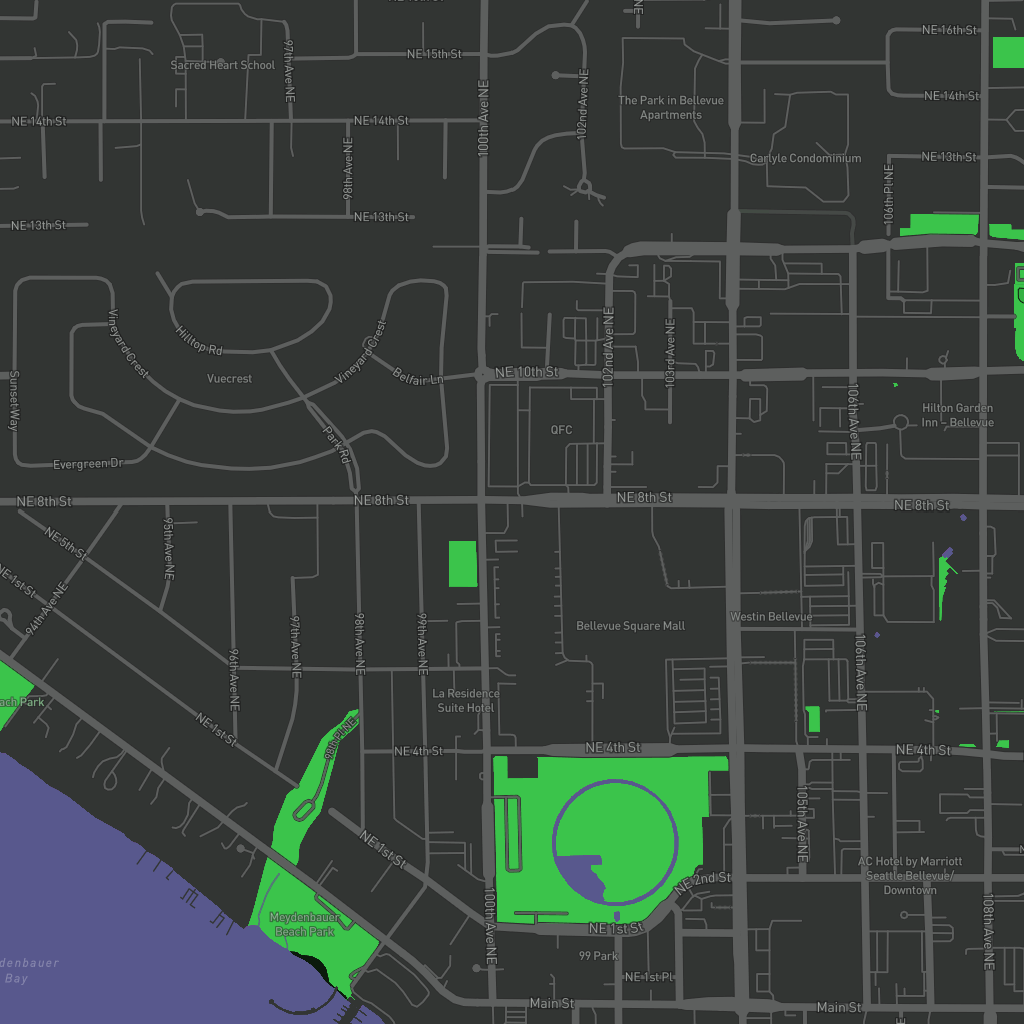 NE 16th St
NE 15th St
97th Ave NE
Sacred Heart School
100th Ave NE
102nd Ave NE
The Park in Bellevue
Apartments
NE 14th St
NE 14th St
NE 14th St
98th Ave NE
Carlyle Condominium
NE 13th St
106th Pl NE
NE 13th St
NE 13th St
Vineyard Crest
Hilltop Rd
Vineyard Crest
Vuecrest
Belfair Ln
NE 10th St
102nd Ave NE
103rd Ave NE
Sunset Way
Park Rd
QFC
106th Ave NE
Hilton Garden
Inn - Bellevue
Evergreen Dr
NE 8th St
NE 8th St
NE 8th St
NE 8th St
NE 5th St
95th Ave NE
NE 1st St
94th Ave NE
96th Ave NE
97th Ave NE
98th Ave NE
99th Ave NE
Bellevue Square Mall
Westin Bellevue
106th Ave NE
La Residence
Suite Hotel
each Park
NE 1st St
98th Pl NE
NE 4th St
NE 4th St
NE 4th St
105th Ave NE
NE 1st St
NE 2nd St
AC Hotel by Marriott
Seattle Bellevue/
Downtown
100th Ave NE
108th Ave NE
Meydenbauer
Beach Park
NE 1st St
99 Park
denbauer
Bay
NE 1st Pl
Main St
Main St